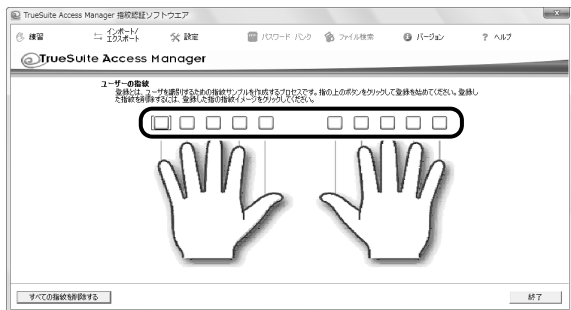 TrueSuite Access Manager 指紋認証ソフトウエア
練習
インポート/
エクスポート
設定
パスワード バンク
ファイル検索
バージョン
? ヘルプ
TrueSuite Access Manager
ユーザーの指紋
登録とは、ユーザを識別するための指紋サンプルを作成するプロセスです。指の上のボタンをクリックして登録を始めてください。登録し
た指紋を削除するには、登録した指の指紋イメージをクリックしてください。
すべての指紋を削除する
終了